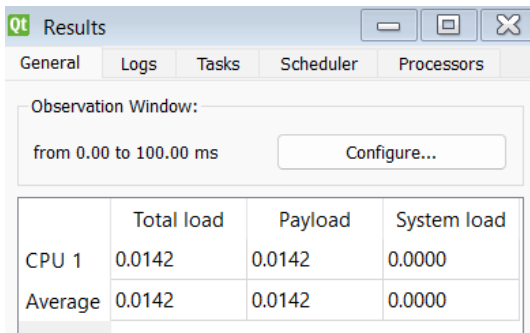 Qt Results
General Logs Tasks Scheduler Processors
Observation Window:
from 0.00 to 100.00 ms Configure...
Total load Payload System load
CPU 1 0.0142 0.0142 0.0000
Average 0.0142 0.0142 0.0000